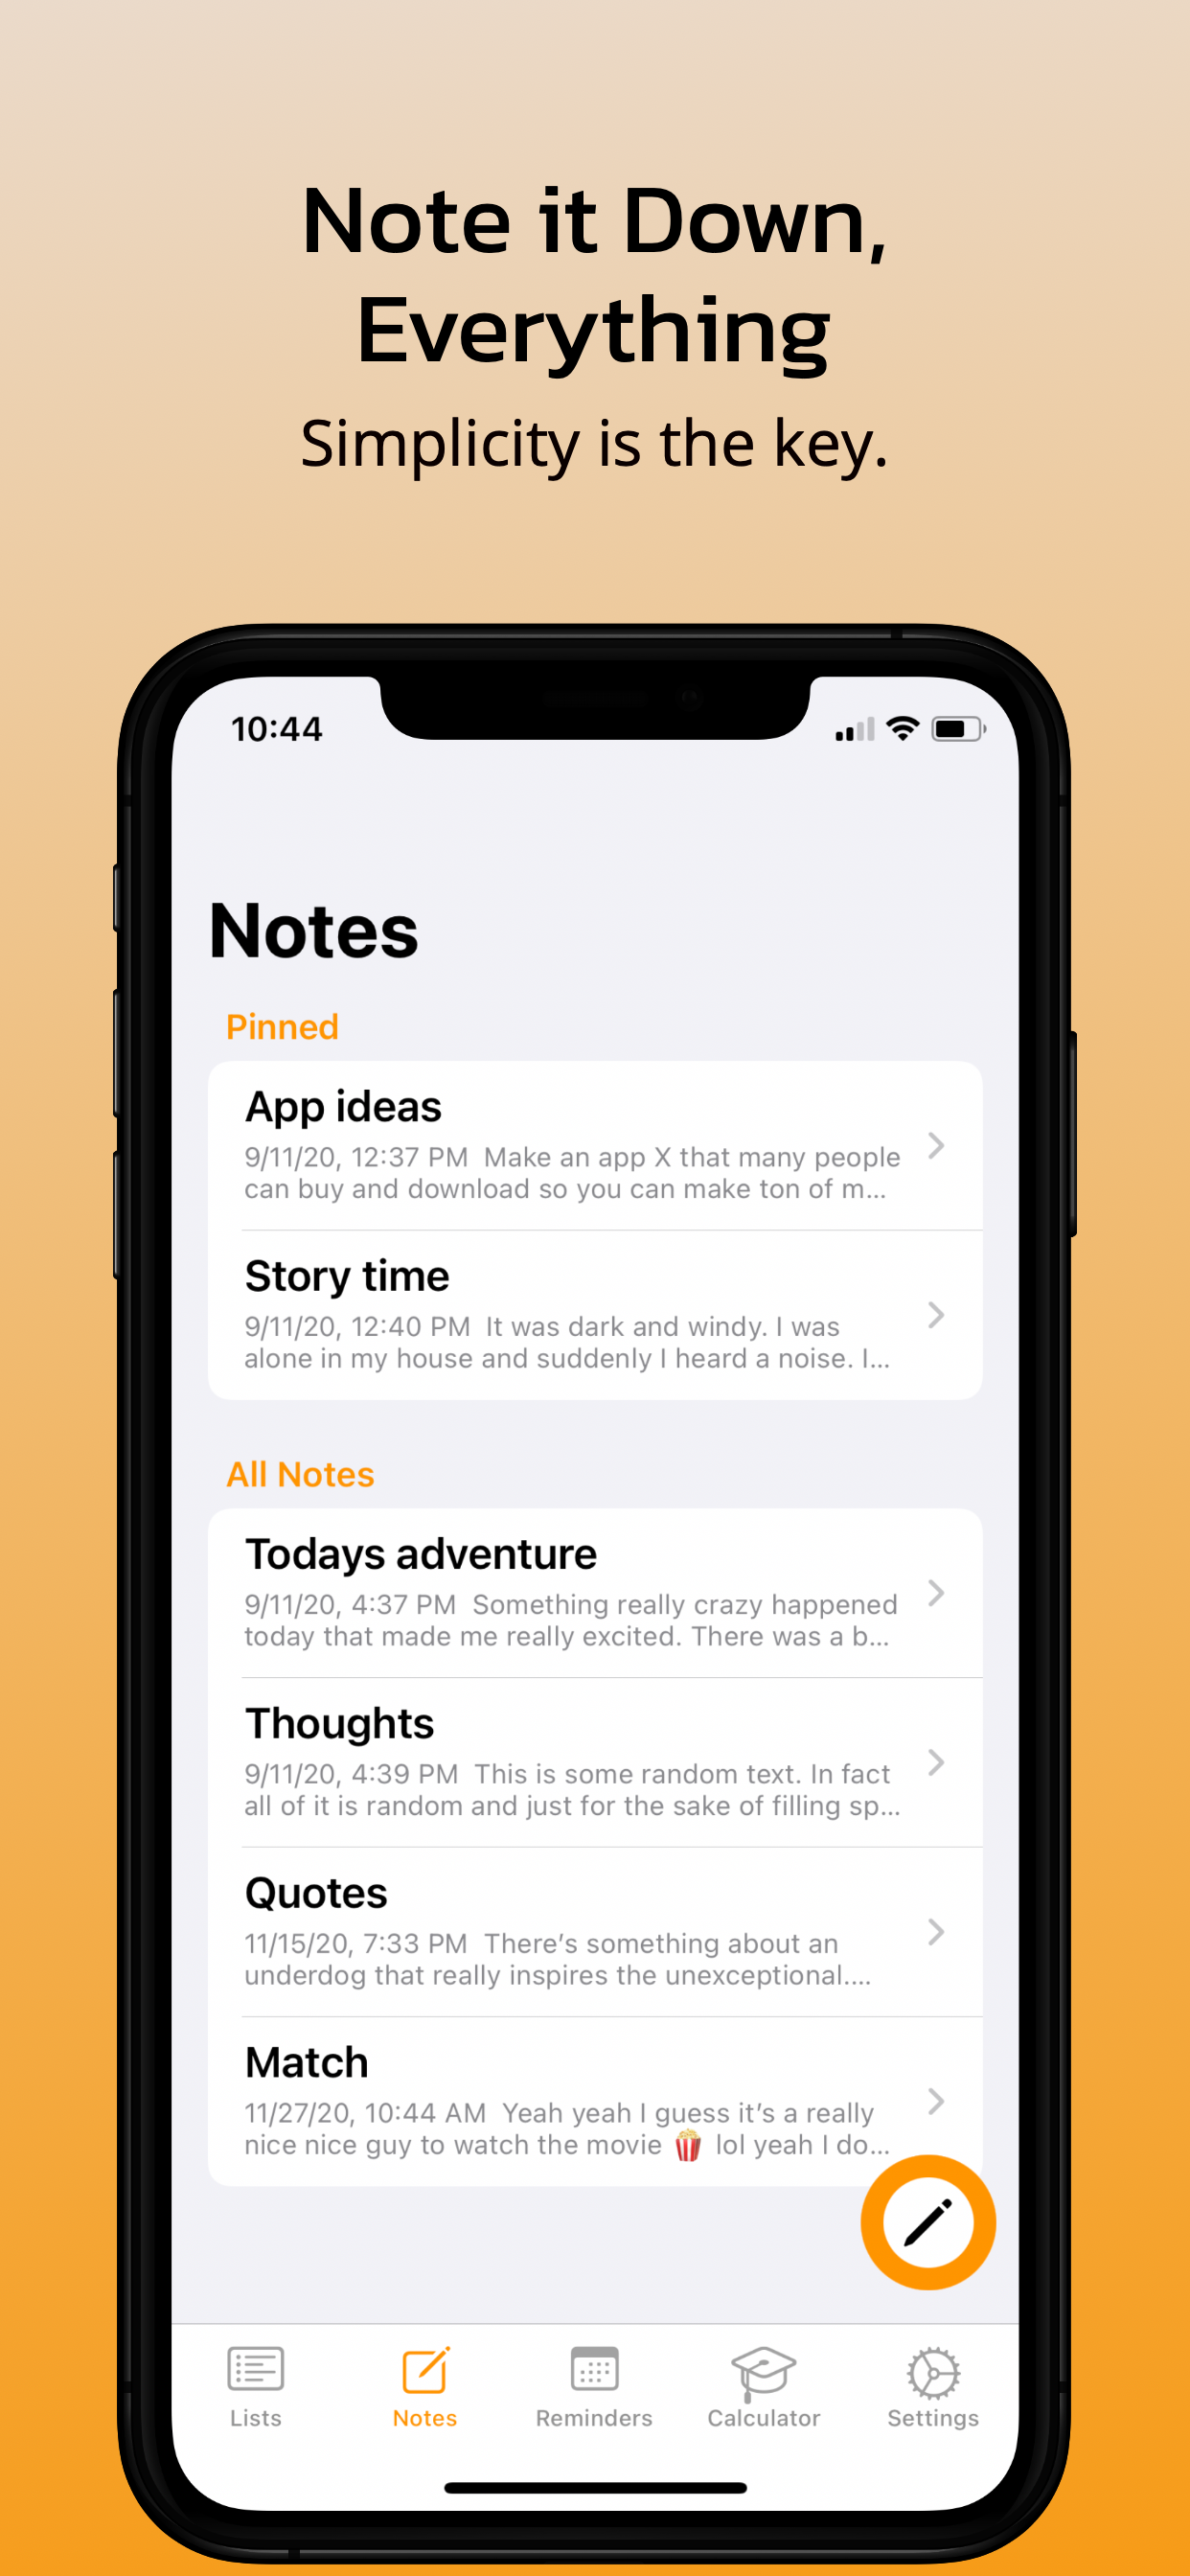 Note it Down,
Everything
Simplicity is the key.
10:44
Notes
Pinned
App ideas
9/11/20, 12:37 PM  Make an app X that many people
can buy and download so you can make ton of m...
Story time
9/11/20, 12:40 PM  It was dark and windy. I was
alone in my house and suddenly I heard a noise. I...
All Notes
Todays adventure
9/11/20, 4:37 PM  Something really crazy happened
today that made me really excited. There was a b...
Thoughts
9/11/20, 4:39 PM  This is some random text. In fact
all of it is random and just for the sake of filling sp...
Quotes
11/15/20, 7:33 PM  There’s something about an
underdog that really inspires the unexceptional....
Match
11/27/20, 10:44 AM  Yeah yeah I guess it’s a really
nice nice guy to watch the movie 🍿 lol yeah I do...
Lists
Notes
Reminders
Calculator
Settings